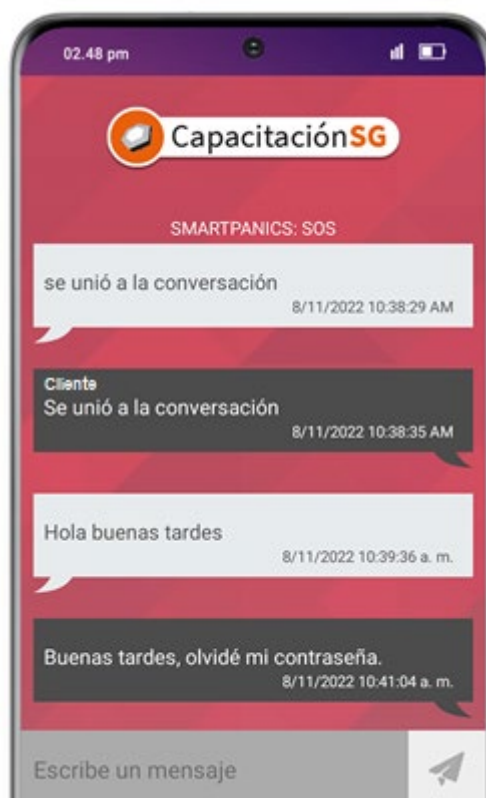 02.48 pm
CapacitaciónSG
SMARTPANICS: SOS
se unió a la conversación
8/11/2022 10:38:29 AM
Cliente
Se unió a la conversación
8/11/2022 10:38:35 AM
Hola buenas tardes
8/11/2022 10:39:36 a. m.
Buenas tardes, olvidé mi contraseña.
8/11/2022 10:41:04 a. m.
Escribe un mensaje